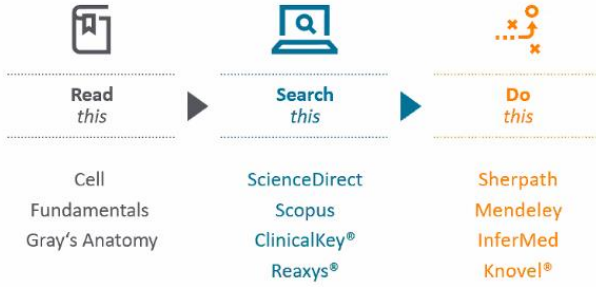 Read
this
Search
this
Do
this
Cell
Fundamentals
Gray's Anatomy
ScienceDirect
Scopus
ClinicalKey®
Reaxys®
Sherpath
Mendeley
InferMed
Knovel®